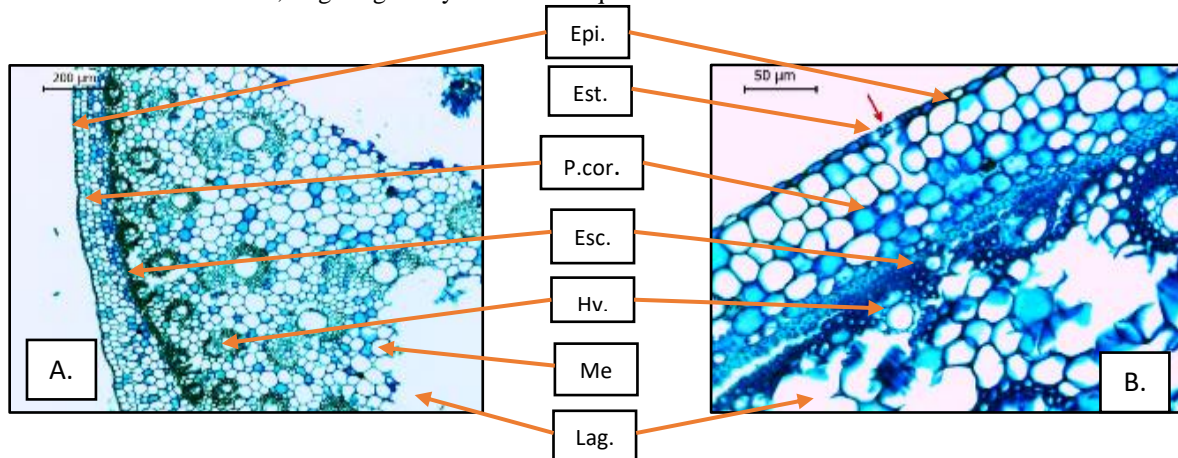 Epi.
200 µm
Est.
50 µm
P.cor.
Esc.
Hv.
A.
Me
B.
Lag.